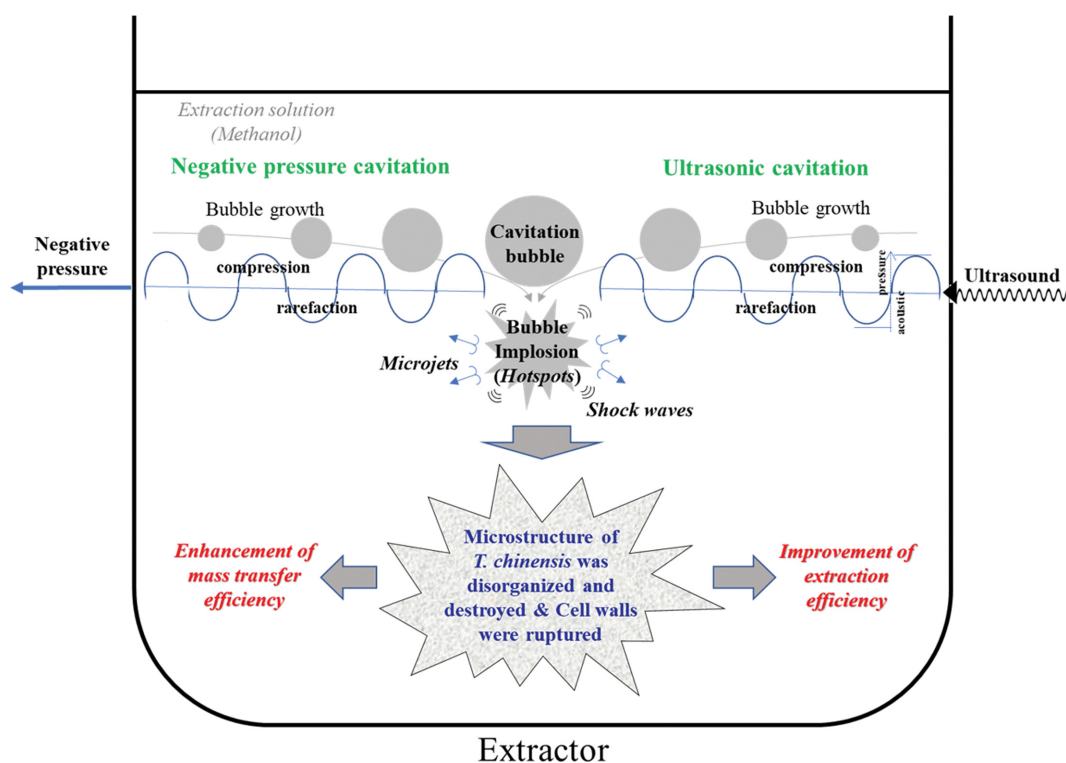 Extraction solution
(Methanol)
Negative pressure cavitation
Ultrasonic cavitation
Bubble growth
Bubble growth
Negative
pressure
Cavitation
bubble
compression
rarefaction
compression
rarefaction
pressure
acoustic
Ultrasound
Bubble
Implosion
(Hotspots)
Microjets
Shock waves
Microstructure of
T. chinensis was
disorganized and
destroyed & Cell walls
were ruptured
Enhancement of
mass transfer
efficiency
Improvement of
extraction
efficiency
Extractor